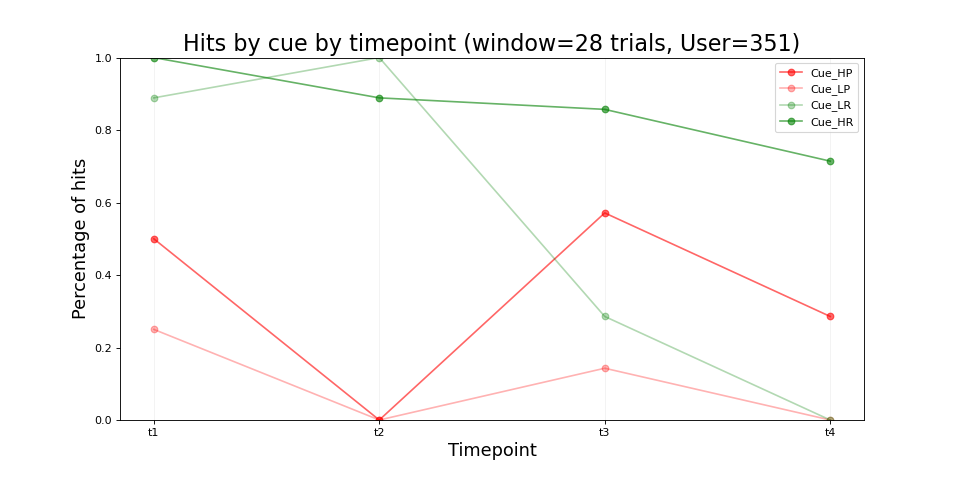 Hits by cue by timepoint (window=28 trials, User=351)
Percentage of hits
1.0
0.8
0.6
0.4
0.2
0.0
Cue_HP
Cue_LP
Cue_LR
Cue_HR
t1
t2
t3
t4
Timepoint